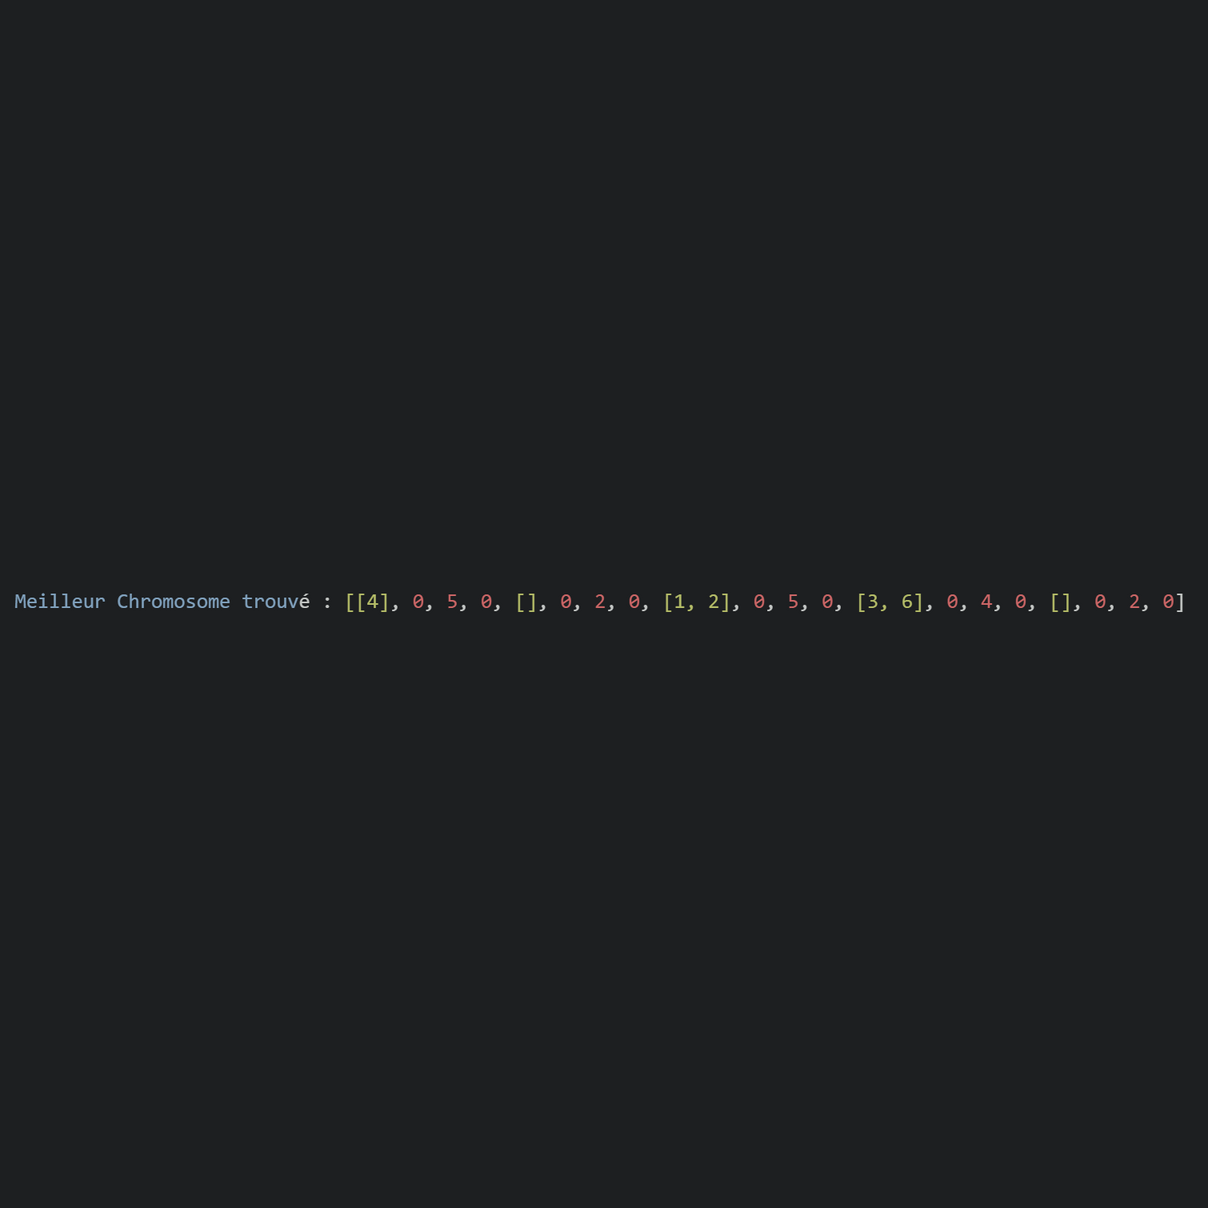 Meilleur Chromosome trouvé : [[4], 0, 5, 0, [], 0, 2, 0, [1, 2], 0, 5, 0, [3, 6], 0, 4, 0, [], 0, 2, 0]